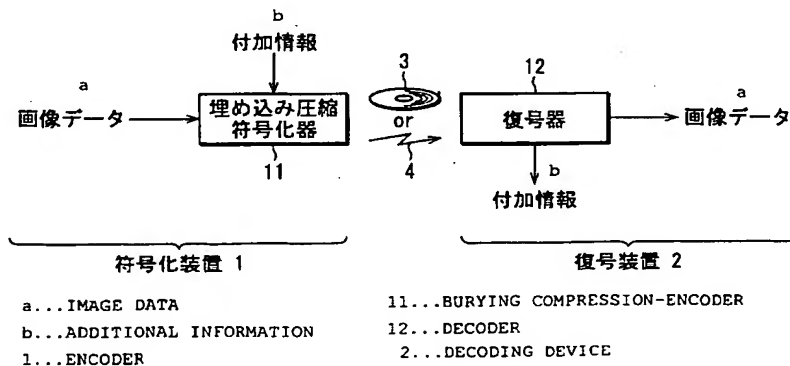 b
付加情報
3
12
a
画像データ
埋め込み圧縮
符号化器
or
復号器
a
画像データ
11
4
b
付加情報
符号化装置 1
復号装置 2
a...IMAGE DATA
b...ADDITIONAL INFORMATION
1...ENCODER
11...BURYING COMPRESSION-ENCODER
12...DECODER
2...DECODING DEVICE